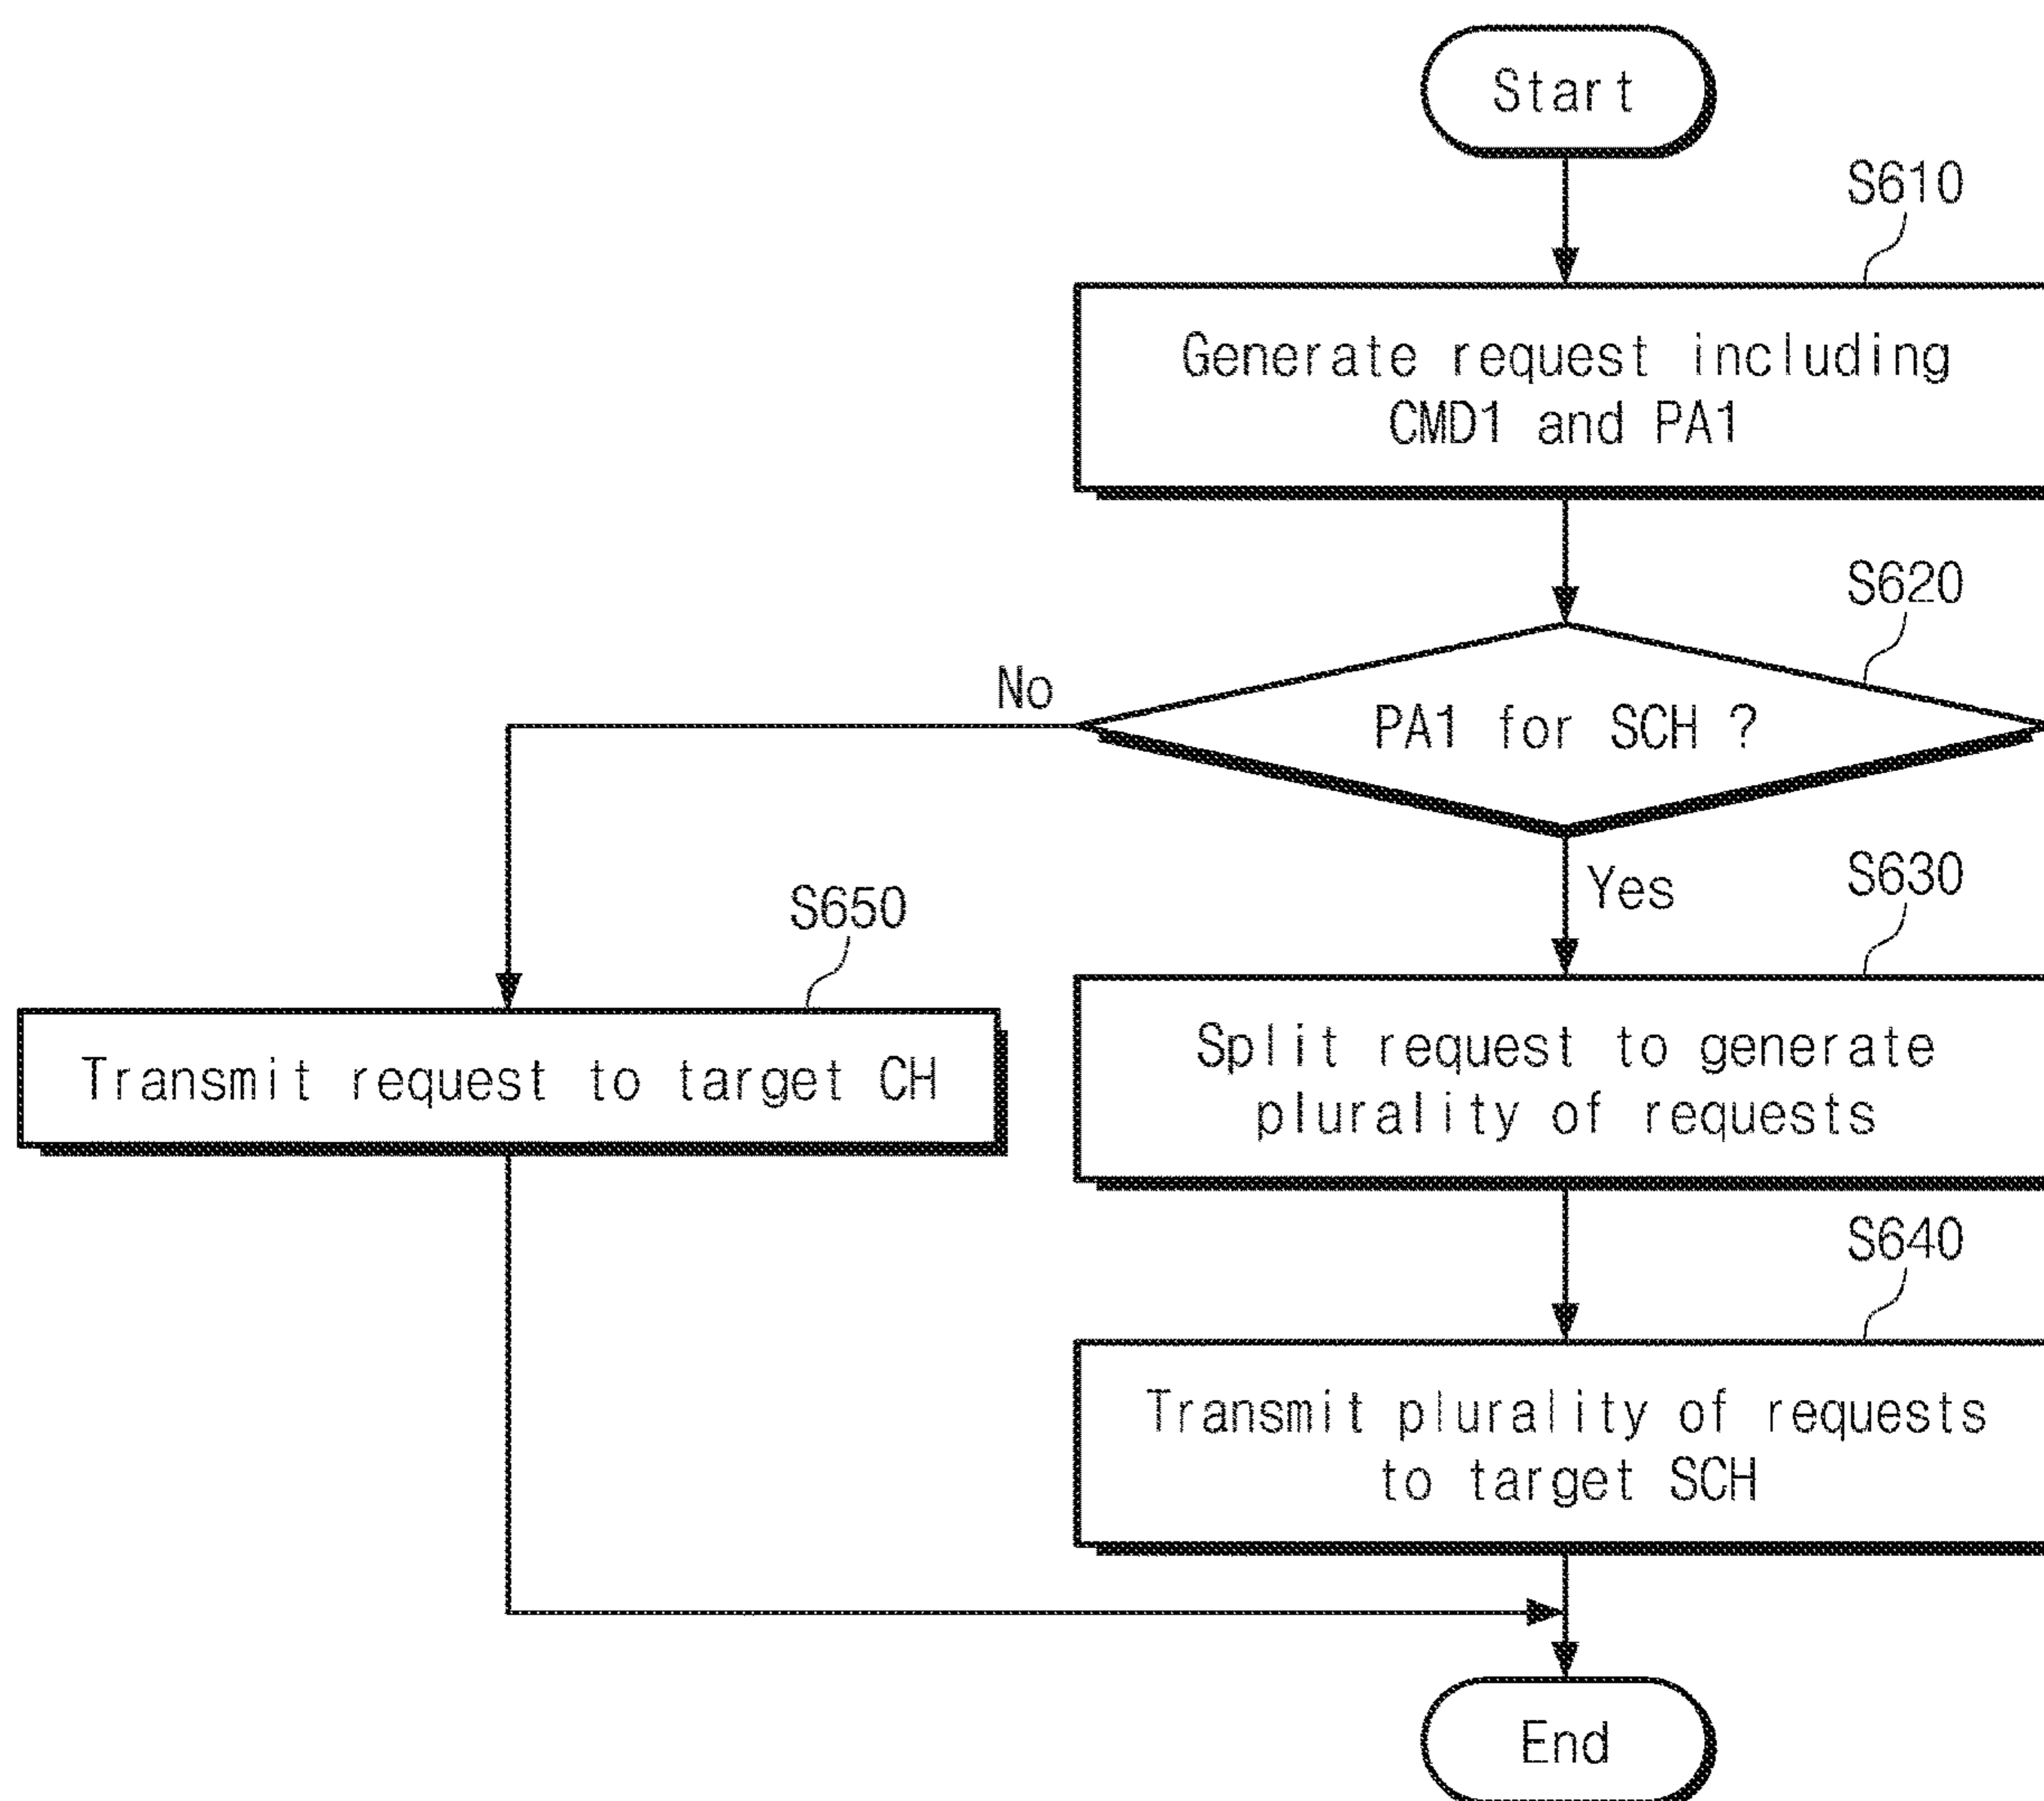 Start
S610
Generate request including
CMD1 and PA1
S620
No
PA1 for SCH ?
Yes
S630
S650
Split request to generate
plurality of requests
Transmit request to target CH
S640
Transmit plurality of requests
to target SCH
End